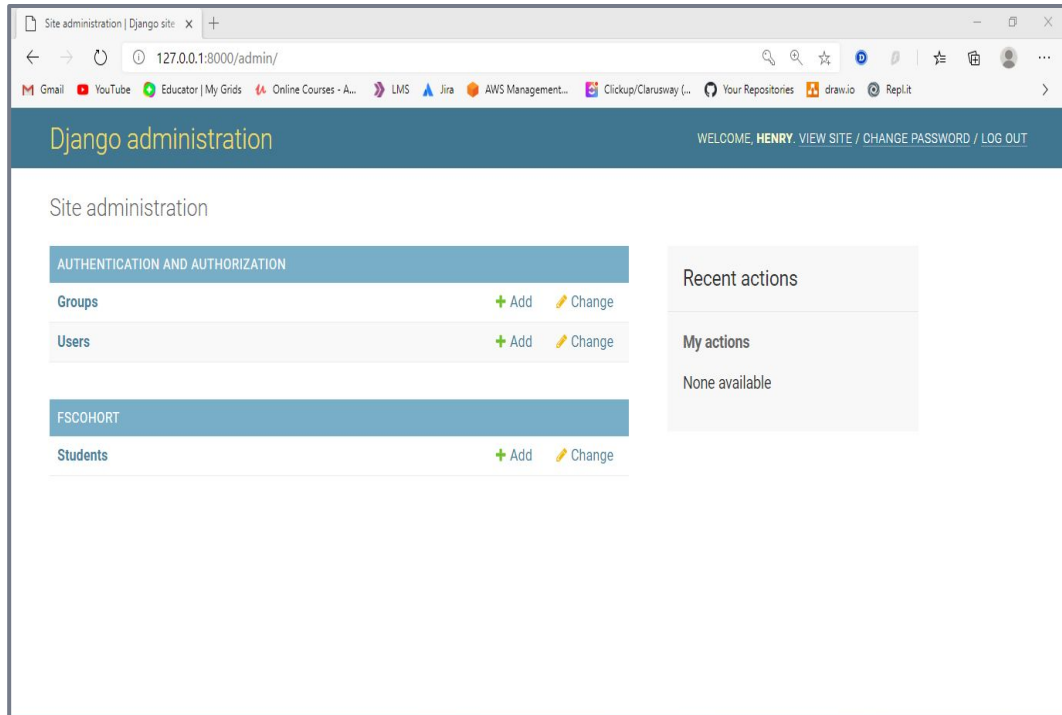 Site administration | Django site
127.0.0.1:8000/admin/
Gmail YouTube Educator | My Grids Online Courses - A... LMS Jira AWS Management... Clickup/Clarusway (... Your Repositories draw.io Repl.it
Django administration
WELCOME, HENRY. VIEW SITE / CHANGE PASSWORD / LOG OUT
Site administration
AUTHENTICATION AND AUTHORIZATION
Groups + Add Change
Users + Add Change
FSCOHORT
Students + Add Change
Recent actions
My actions
None available